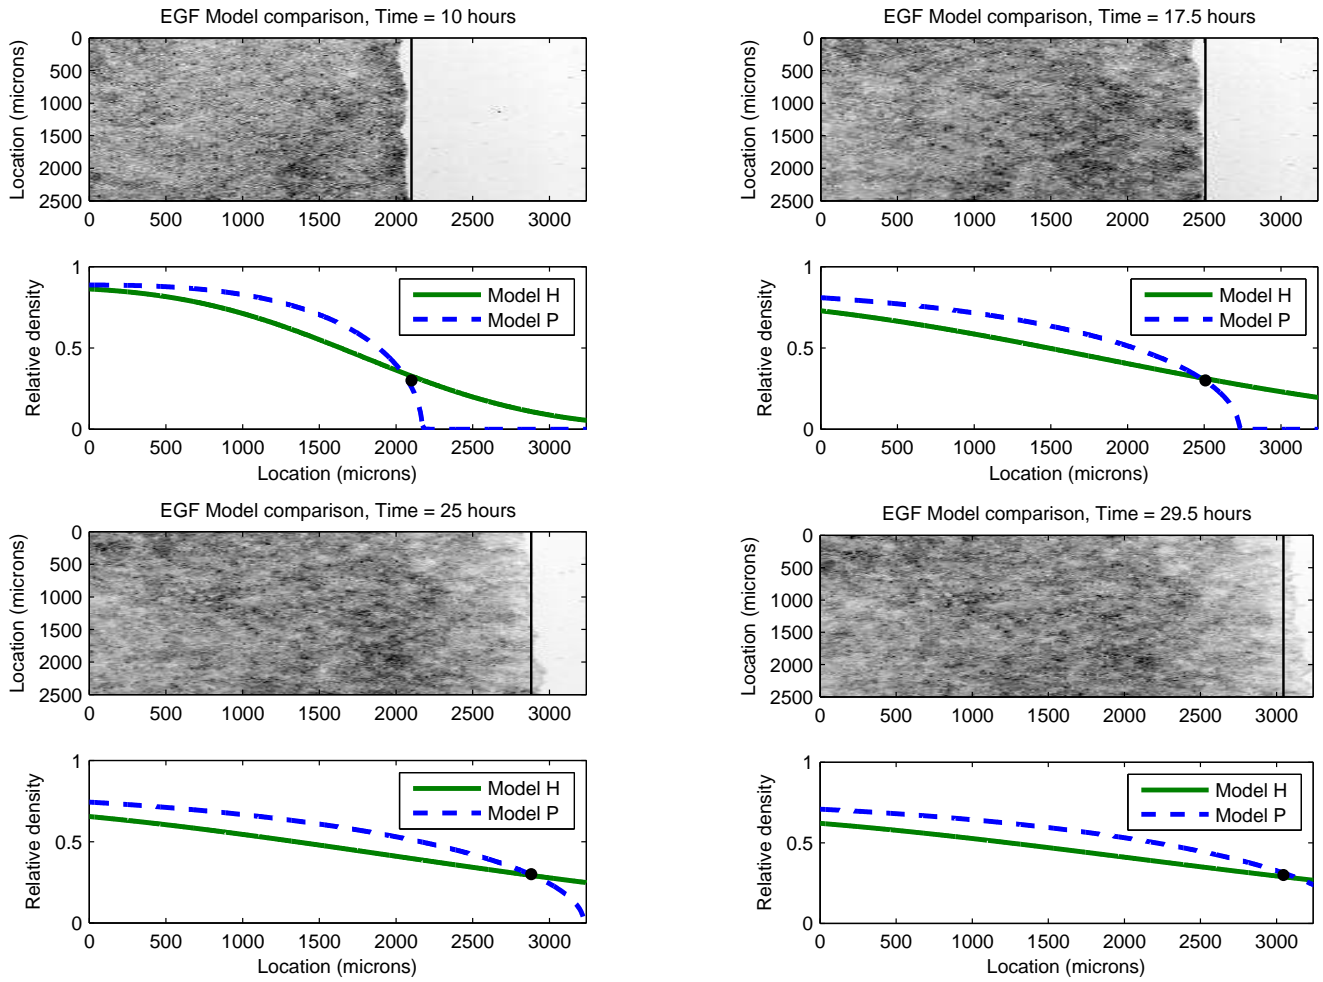 EGF Model comparison, Time = 10 hours
Location (microns)
0
500
1000
1500
2000
2500
0 500 1000 1500 2000 2500 3000
Relative density
1
0.5
0
Model H
Model P
0 500 1000 1500 2000 2500 3000
Location (microns)
EGF Model comparison, Time = 17.5 hours
Location (microns)
0
500
1000
1500
2000
2500
0 500 1000 1500 2000 2500 3000
Relative density
1
0.5
0
Model H
Model P
0 500 1000 1500 2000 2500 3000
Location (microns)
EGF Model comparison, Time = 25 hours
Location (microns)
0
500
1000
1500
2000
2500
0 500 1000 1500 2000 2500 3000
Relative density
1
0.5
0
Model H
Model P
0 500 1000 1500 2000 2500 3000
Location (microns)
EGF Model comparison, Time = 29.5 hours
Location (microns)
0
500
1000
1500
2000
2500
0 500 1000 1500 2000 2500 3000
Relative density
1
0.5
0
Model H
Model P
0 500 1000 1500 2000 2500 3000
Location (microns)